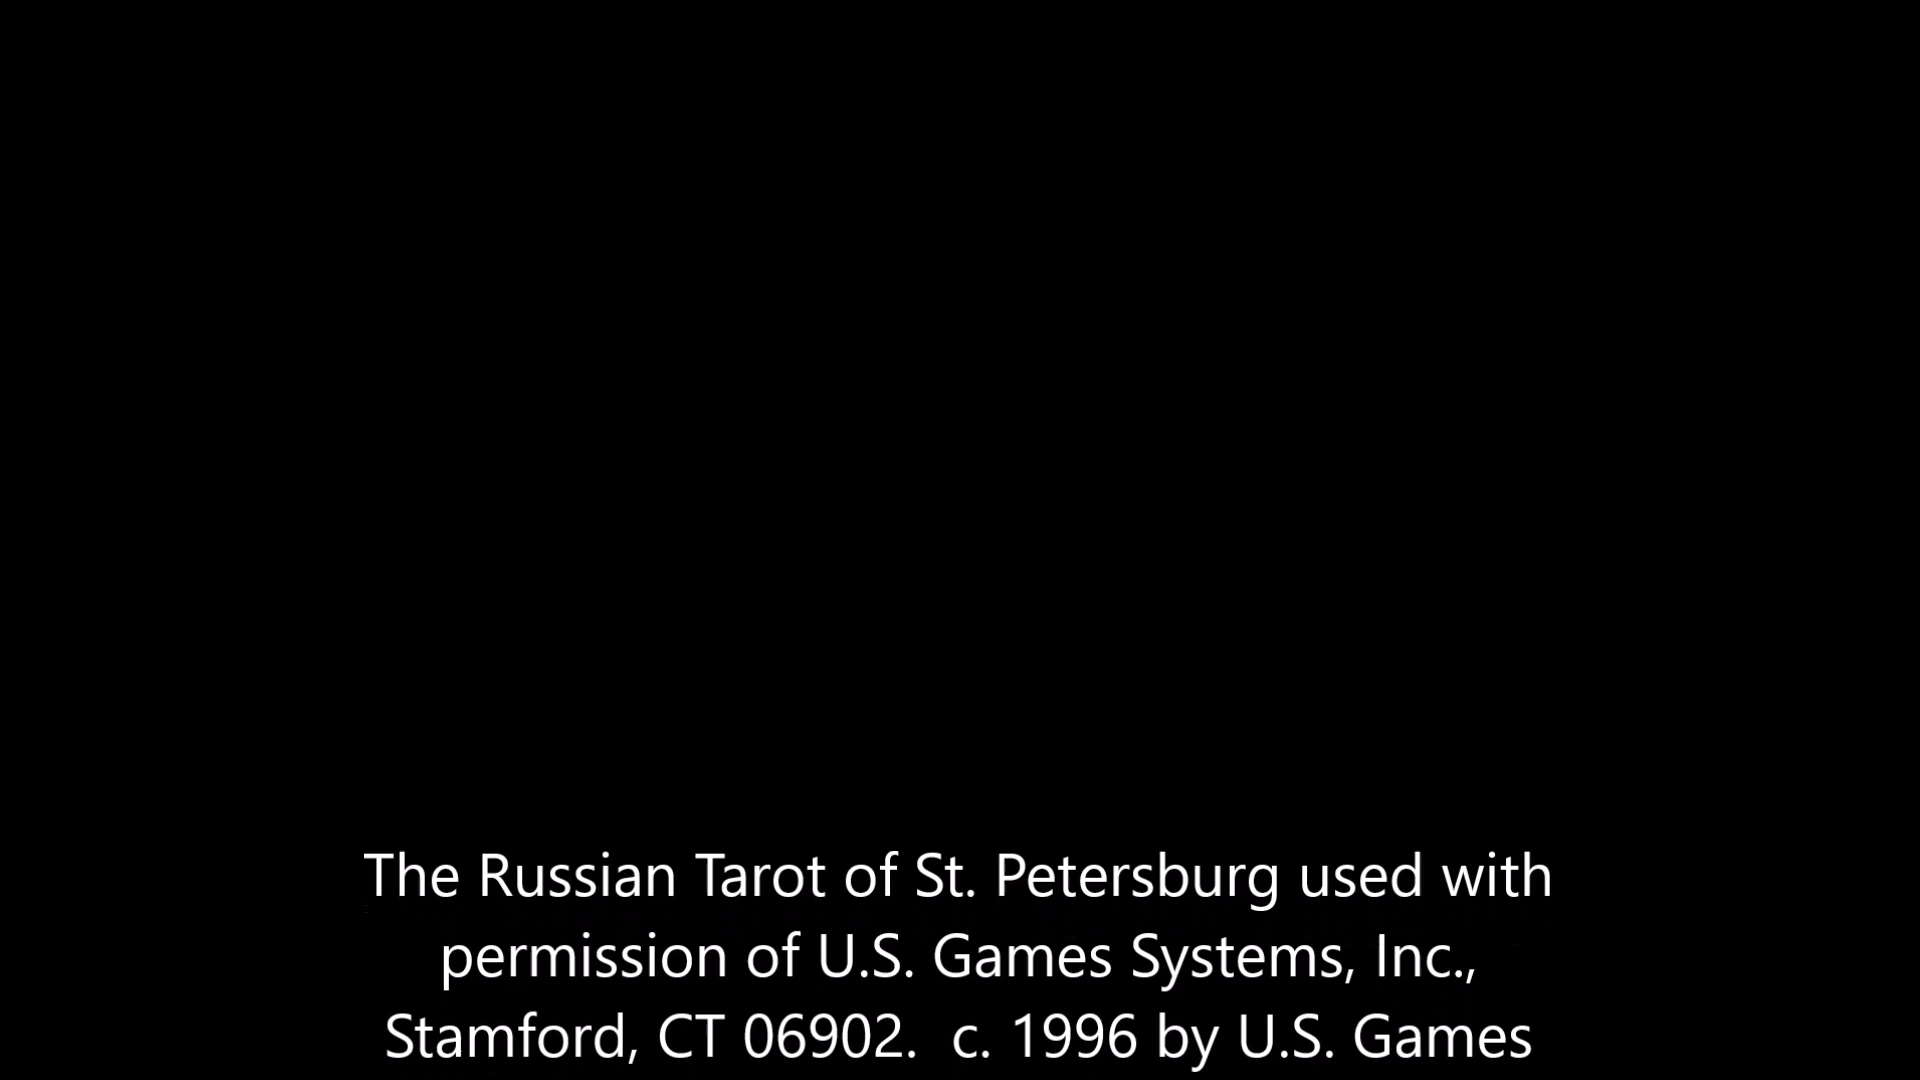 The Russian Tarot of St. Petersburg used with
permission of U.S. Games Systems, Inc.,
Stamford, CT 06902.  c. 1996 by U.S. Games